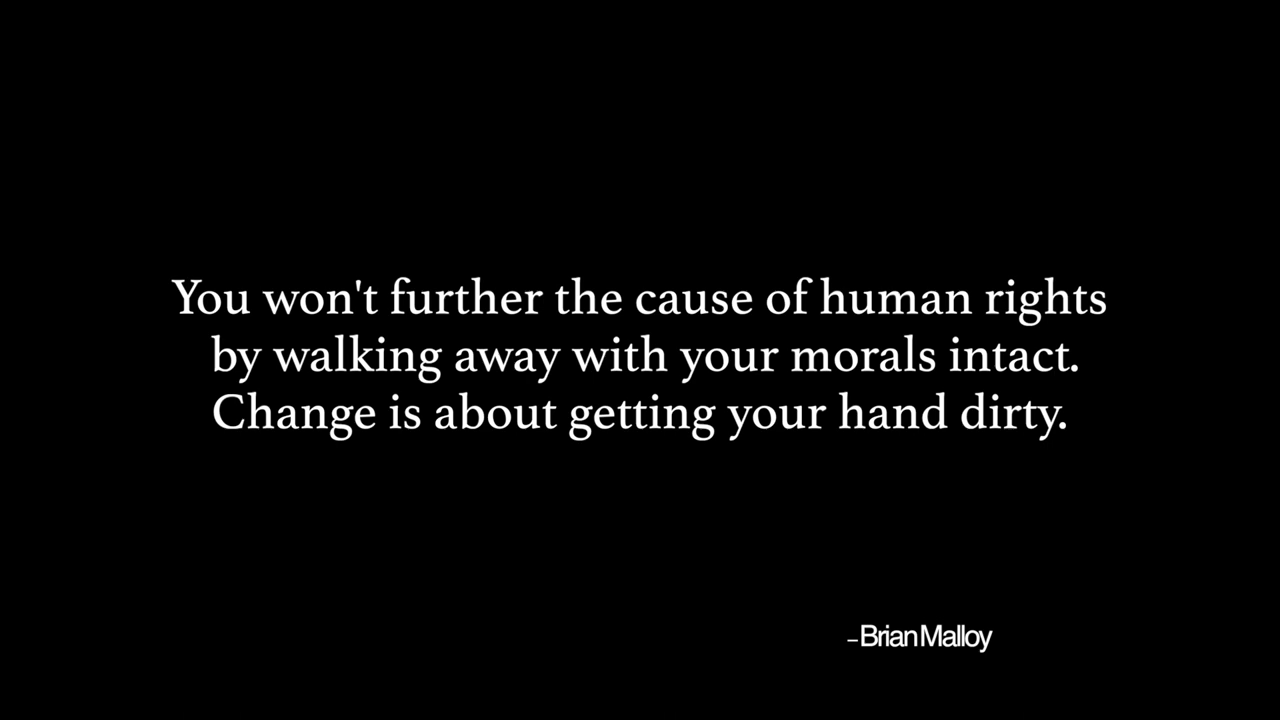 You won't further the cause of human rights
by walking away with your morals intact.
Change is about getting your hand dirty.
–Brian Malloy